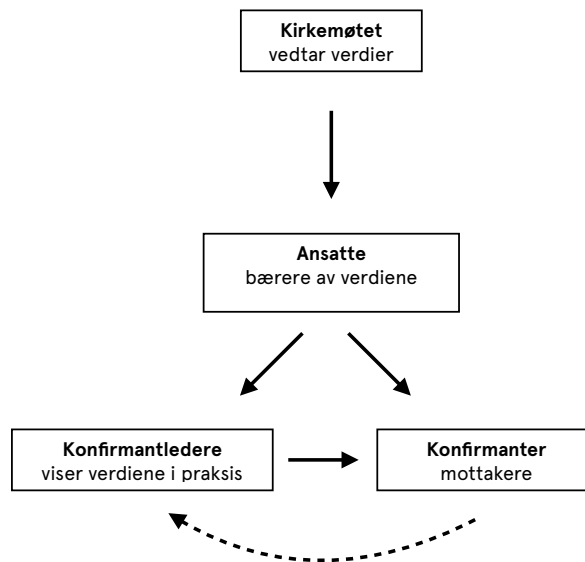 Kirkemøtet
vedtar verdier
Ansatte
bærere av verdiene
Konfirmantledere
viser verdiene i praksis
Konfirmanter
mottakere